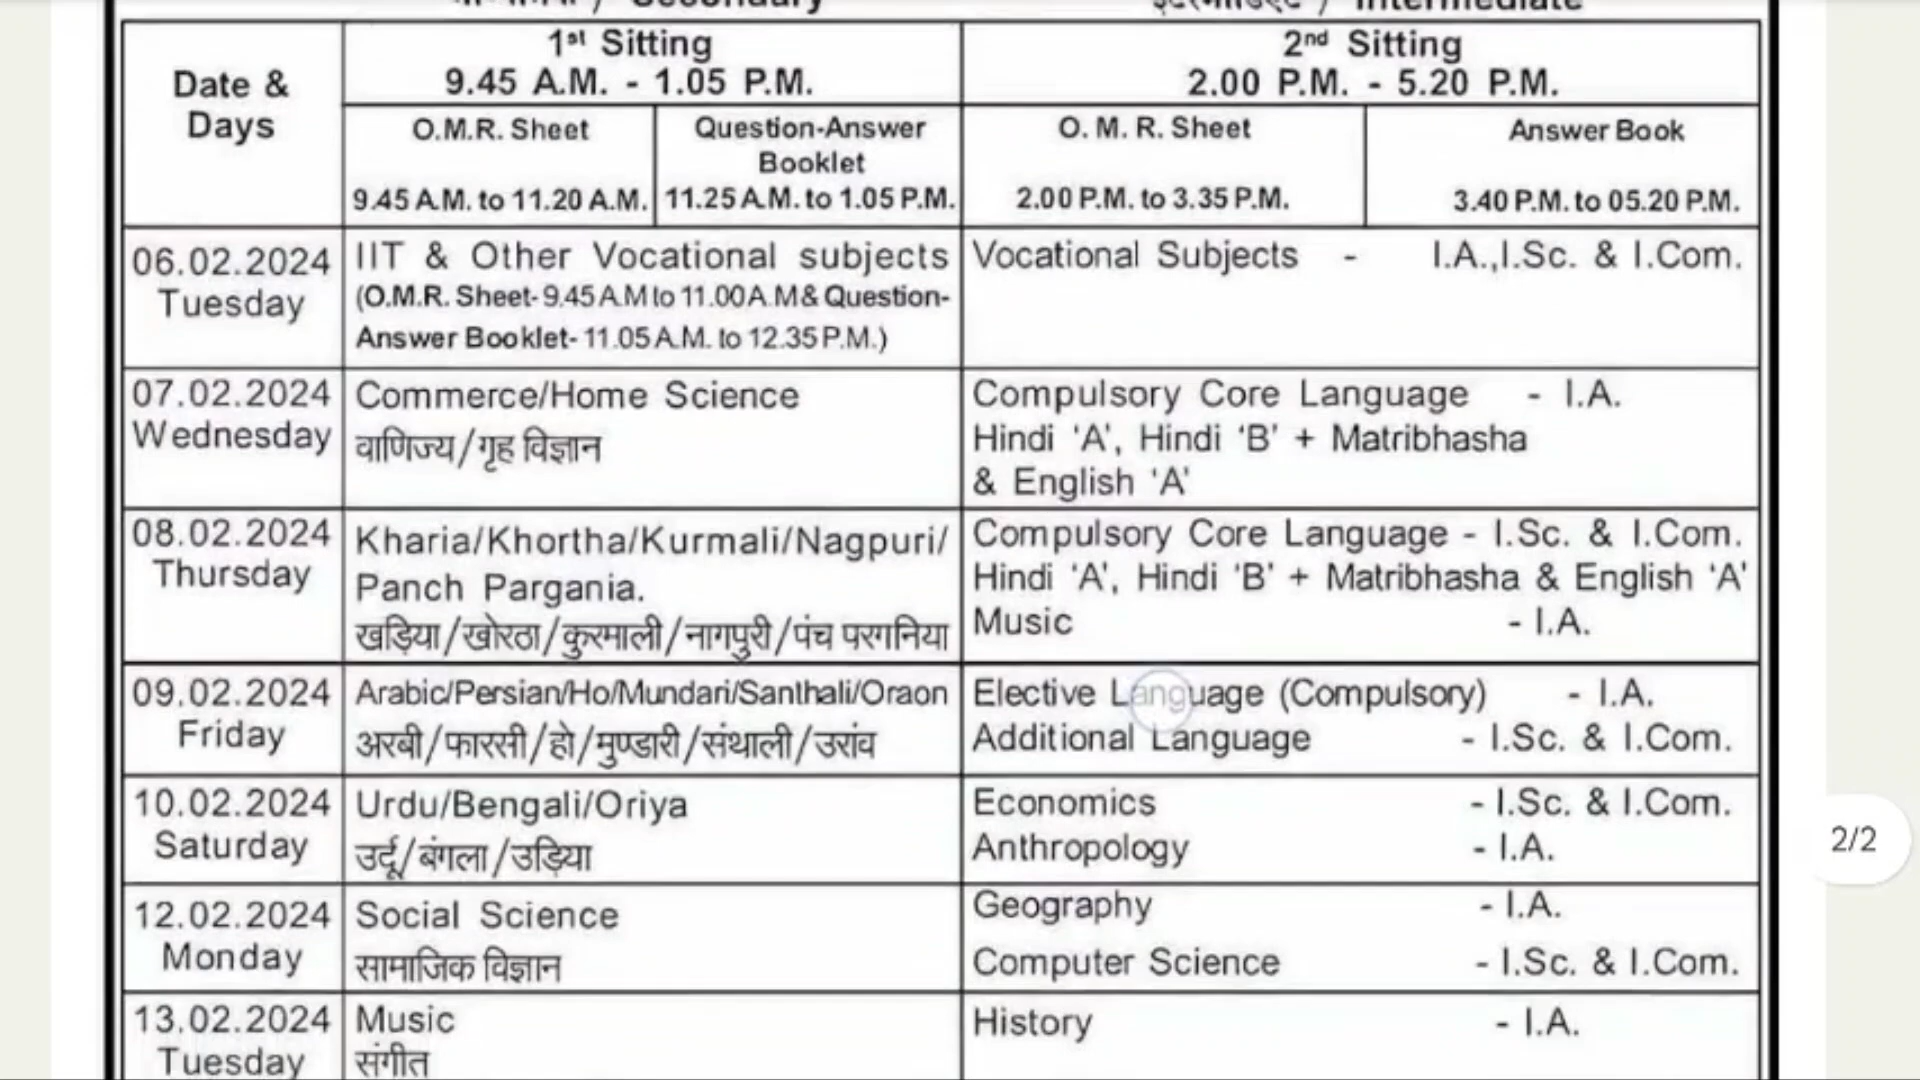 Secondary
Intermediate
Date &
Days
1st Sitting
9.45 A.M. - 1.05 P.M.
2nd Sitting
2.00 P.M. - 5.20 P.M.
O.M.R. Sheet
9.45 A.M. to 11.20 A.M.
Question-Answer
Booklet
11.25 A.M. to 1.05 P.M.
O. M. R. Sheet
2.00 P.M. to 3.35 P.M.
Answer Book
3.40 P.M. to 05.20 P.M.
06.02.2024
Tuesday
IIT & Other Vocational subjects
(O.M.R. Sheet- 9.45 A.M to 11.00 A.M & Question-
Answer Booklet- 11.05 A.M. to 12.35 P.M.)
Vocational Subjects - I.A.,I.Sc. & I.Com.
07.02.2024
Wednesday
Commerce/Home Science
वाणिज्य/गृह विज्ञान
Compulsory Core Language - I.A.
Hindi ‘A’, Hindi ‘B’ + Matribhasha
& English ‘A’
08.02.2024
Thursday
Kharia/Khortha/Kurmali/Nagpuri/
Panch Pargania.
खड़िया/खोरठा/कुरमाली/नागपुरी/पंच परगनिया
Compulsory Core Language - I.Sc. & I.Com.
Hindi ‘A’, Hindi ‘B’ + Matribhasha & English ‘A’
Music - I.A.
09.02.2024
Friday
Arabic/Persian/Ho/Mundari/Santhali/Oraon
अरबी/फारसी/हो/मुण्डारी/संथाली/उरांव
Elective Language (Compulsory) - I.A.
Additional Language - I.Sc. & I.Com.
10.02.2024
Saturday
Urdu/Bengali/Oriya
उर्दू/बंगला/उड़िया
Economics - I.Sc. & I.Com.
Anthropology - I.A.
12.02.2024
Monday
Social Science
सामाजिक विज्ञान
Geography - I.A.
Computer Science - I.Sc. & I.Com.
13.02.2024
Tuesday
Music
संगीत
History - I.A.
2/2